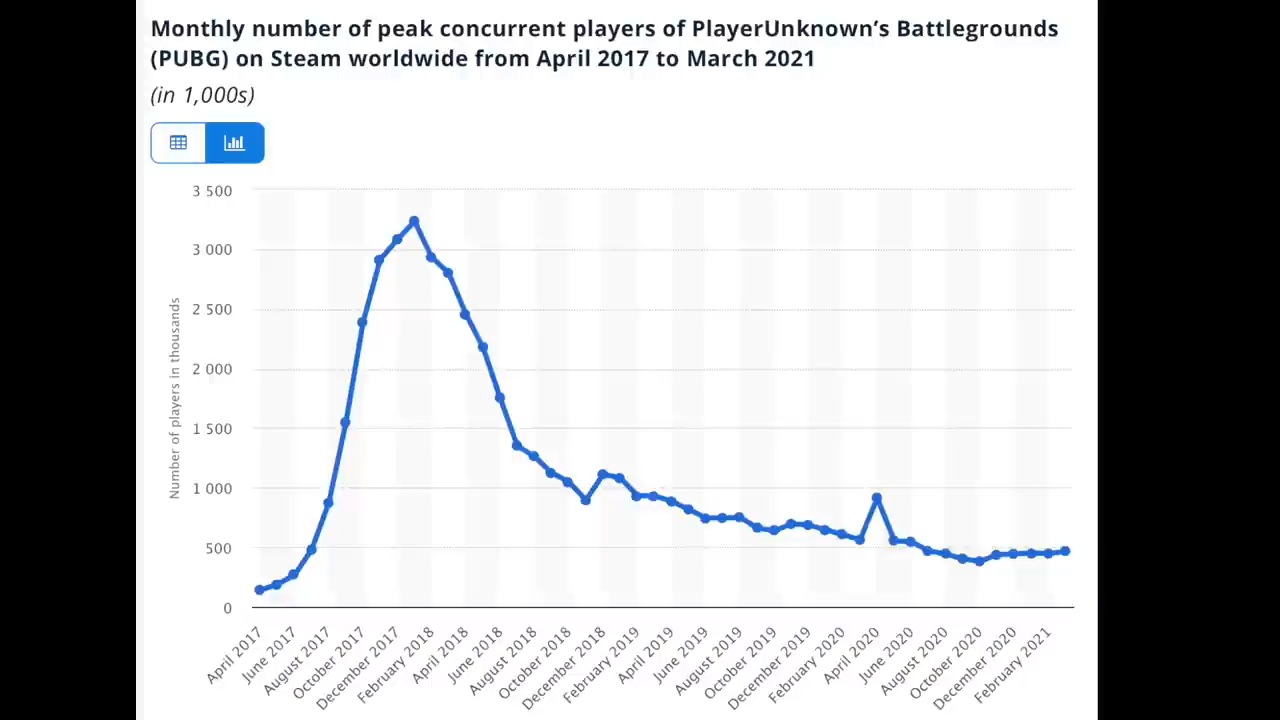 Monthly number of peak concurrent players of PlayerUnknown’s Battlegrounds
(PUBG) on Steam worldwide from April 2017 to March 2021
(in 1,000s)
Number of players in thousands
3 500
3 000
2 500
2 000
1 500
1 000
500
0
April 2017
June 2017
August 2017
October 2017
December 2017
February 2018
April 2018
June 2018
August 2018
October 2018
December 2018
February 2019
April 2019
June 2019
August 2019
October 2019
December 2019
February 2020
April 2020
June 2020
August 2020
October 2020
December 2020
February 2021